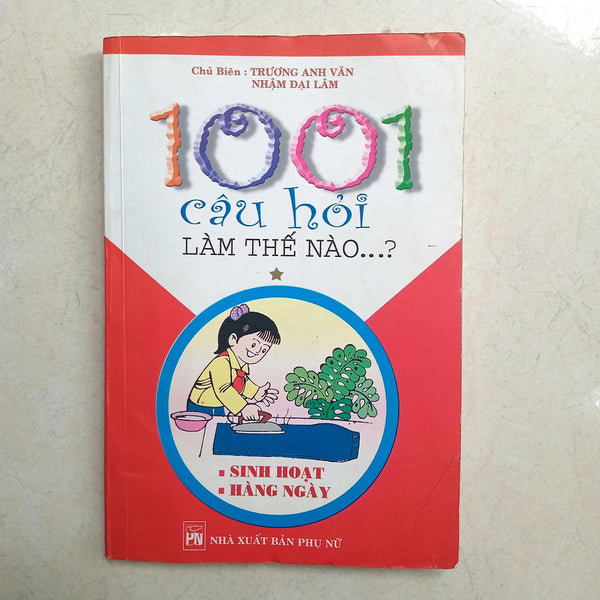 Chủ Biên : TRƯƠNG ANH VĂN
NHẬM ĐẠI LÂM
1001
câu hỏi
LÀM THẾ NÀO...?
SINH HOẠT
HÀNG NGÀY
PN
NHÀ XUẤT BẢN PHỤ NỮ